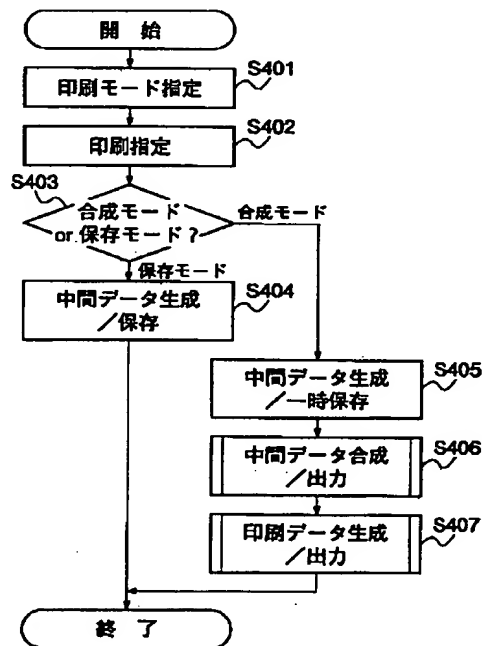 開 始
S401
印刷モード指定
S402
印刷指定
S403
合成モード
or 保存モード?
合成モード
保存モード
S404
中間データ生成
/保存
S405
中間データ生成
/一時保存
S406
中間データ合成
/出力
S407
印刷データ生成
/出力
終 了